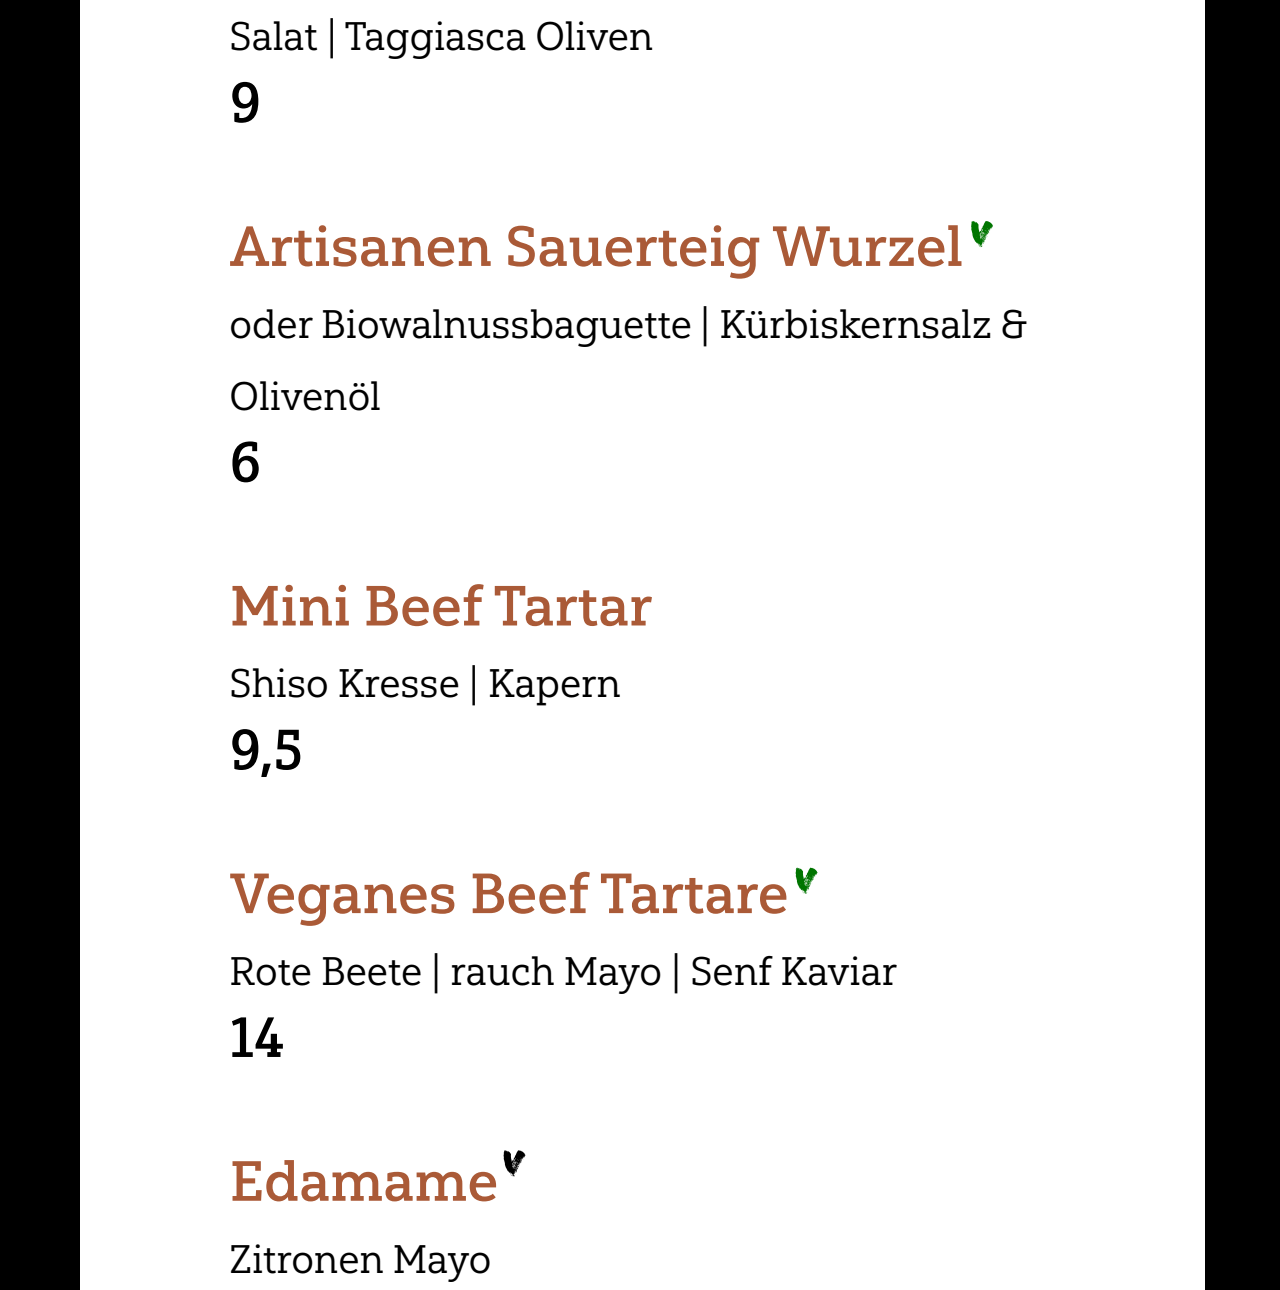 Salat | Taggiasca Oliven
9
Artisanen Sauerteig Wurzel V
oder Biowalnussbaguette | Kürbiskernsalz &
Olivenöl
6
Mini Beef Tartar
Shiso Kresse | Kapern
9,5
Veganes Beef Tartare V
Rote Beete | rauch Mayo | Senf Kaviar
14
Edamame V
Zitronen Mayo